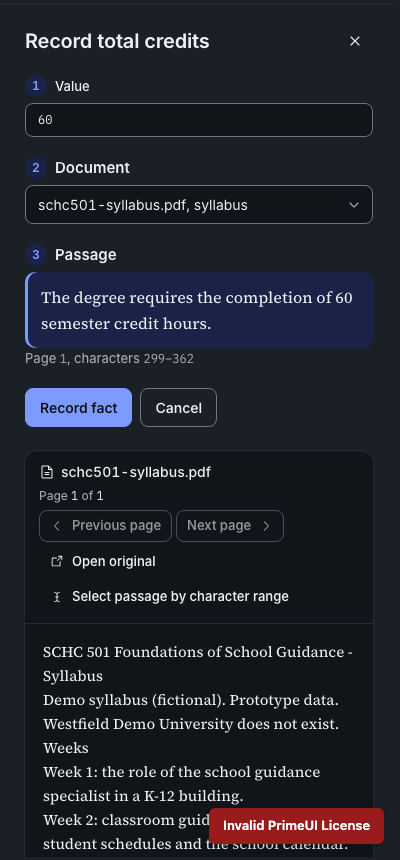 Record total credits
1 Value
60
2 Document
schc501-syllabus.pdf, syllabus
3 Passage
The degree requires the completion of 60
semester credit hours.
Page 1, characters 299–362
Record fact Cancel
schc501-syllabus.pdf
Page 1 of 1
Previous page Next page
Open original
Select passage by character range
SCHC 501 Foundations of School Guidance -
Syllabus
Demo syllabus (fictional). Prototype data.
Westfield Demo University does not exist.
Weeks
Week 1: the role of the school guidance
specialist in a K-12 building.
Week 2: classroom
student schedules and the school calendar.
Invalid PrimeUI License